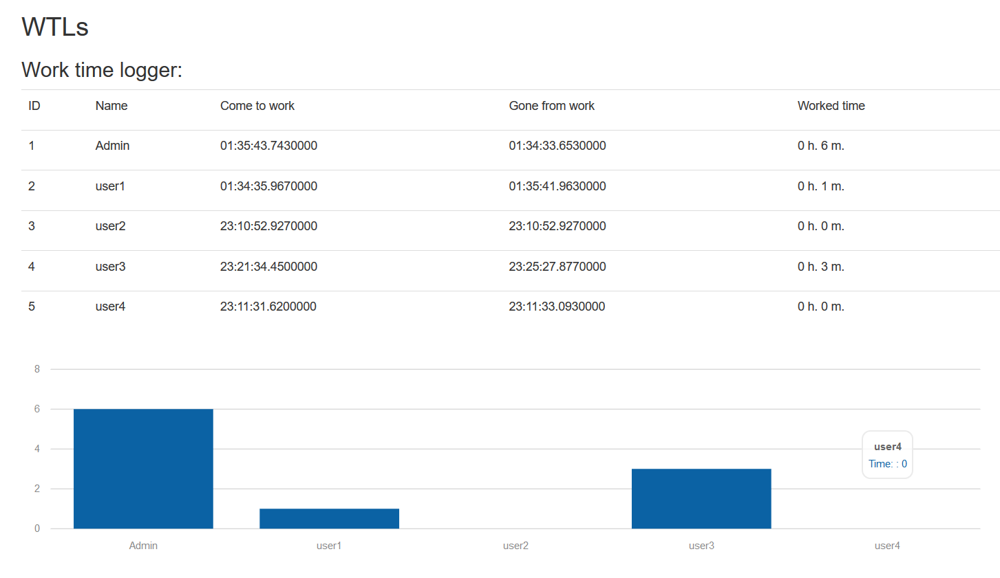 WTLs
Work time logger:
ID Name Come to work Gone from work Worked time
1 Admin 01:35:43.7430000 01:34:33.6530000 0 h. 6 m.
2 user1 01:34:35.9670000 01:35:41.9630000 0 h. 1 m.
3 user2 23:10:52.9270000 23:10:52.9270000 0 h. 0 m.
4 user3 23:21:34.4500000 23:25:27.8770000 0 h. 3 m.
5 user4 23:11:31.6200000 23:11:33.0930000 0 h. 0 m.
8
6
4
user4
Time: : 0
2
0
Admin user1 user2 user3 user4